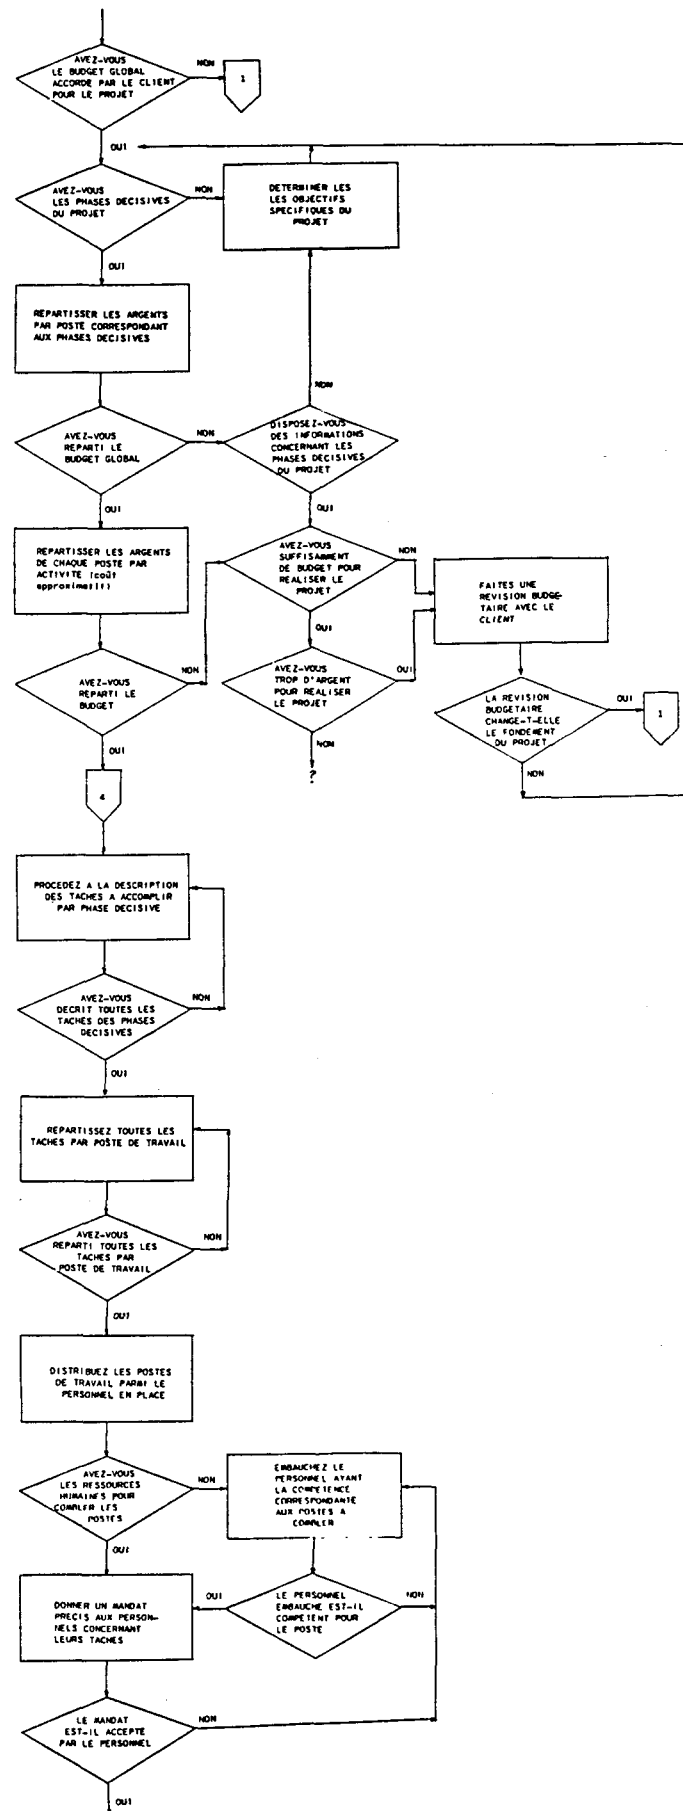 AVEZ-VOUS
LE BUDGET GLOBAL
ACCORDE PAR LE CLIENT
POUR LE PROJET
NON
1
OUI
AVEZ-VOUS
LES PHASES DECISIVES
DU PROJET
NON
DETERMINER LES
LES OBJECTIFS
SPECIFIQUES DU
PROJET
OUI
REPARTISSER LES ARGENTS
PAR POSTE CORRESPONDANT
AUX PHASES DECISIVES
NON
AVEZ-VOUS
REPARTI LE
BUDGET GLOBAL
NON
DISPOSEZ-VOUS
DES INFORMATIONS
CONCERNANT LES
PHASES DECISIVES
DU PROJET
OUI
OUI
REPARTISSER LES ARGENTS
DE CHAQUE POSTE PAR
ACTIVITE (coût
approximatif)
AVEZ-VOUS
SUFFISAMMENT
DE BUDGET POUR
REALISER LE
PROJET
NON
FAITES UNE
REVISION BUDGE-
TAIRE AVEC LE
CLIENT
OUI
AVEZ-VOUS
REPARTI LE
BUDGET
NON
AVEZ-VOUS
TROP D'ARGENT
POUR REALISER
LE PROJET
OUI
LA REVISION
BUDGETAIRE
CHANGE-T-ELLE
LE FONDEMENT
DU PROJET
OUI
1
OUI
NON
?
NON
4
PROCEDEZ A LA DESCRIPTION
DES TACHES A ACCOMPLIR
PAR PHASE DECISIVE
AVEZ-VOUS
DECRIT TOUTES LES
TACHES DES PHASES
DECISIVES
NON
OUI
REPARTISSEZ TOUTES LES
TACHES PAR POSTE DE TRAVAIL
AVEZ-VOUS
REPARTI TOUTES LES
TACHES PAR
POSTE DE TRAVAIL
NON
OUI
DISTRIBUEZ LES POSTES
DE TRAVAIL PARMI LE
PERSONNEL EN PLACE
AVEZ-VOUS
LES RESSOURCES
HUMAINES POUR
COMBLER LES
POSTES
NON
EMBAUCHEZ LE
PERSONNEL AYANT
LA COMPETENCE
CORRESPONDANTE
AUX POSTES A
COMBLER
OUI
DONNER UN MANDAT
PRECIS AUX PERSON-
NELS CONCERNANT
LEURS TACHES
OUI
LE PERSONNEL
EMBAUCHE EST-IL
COMPETENT POUR
LE POSTE
NON
LE MANDAT
EST-IL ACCEPTE
PAR LE PERSONNEL
NON
OUI